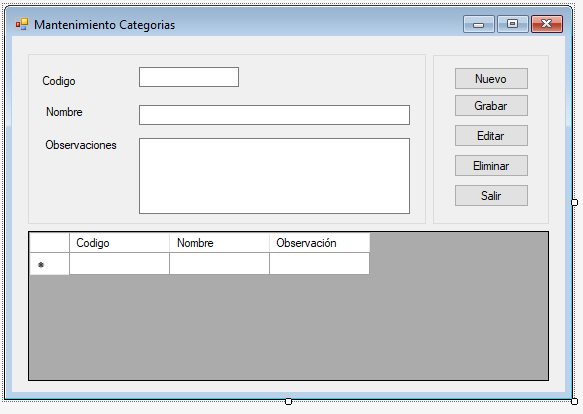 Mantenimiento Categorias
Codigo
Nombre
Observaciones
Nuevo
Grabar
Editar
Eliminar
Salir
Codigo Nombre Observación
*